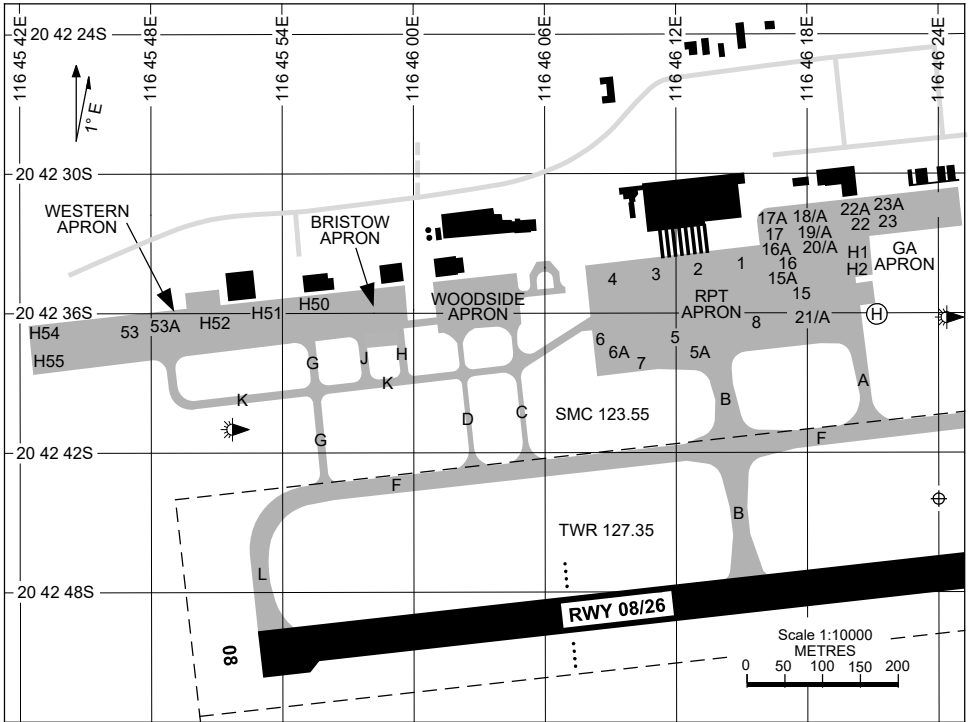 116 45 42E
116 45 48E
116 45 54E
116 46 00E
116 46 06E
116 46 12E
116 46 18E
116 46 24E
20 42 24S
1° E
20 42 30S
WESTERN
APRON
BRISTOW
APRON
WOODSIDE
APRON
RPT
APRON
GA
APRON
17A
18/A
22A
23A
17
19/A
22
23
16A
20/A
H1
16
H2
15A
15
4
3
2
1
20 42 36S
H54
53
53A
H52
H51
H50
H55
8
21/A
H
6
6A
7
5
5A
G
J
H
K
K
G
D
C
B
A
SMC 123.55
F
20 42 42S
F
B
TWR 127.35
L
20 42 48S
RWY 08/26
08
Scale 1:10000
METRES
0 50 100 150 200